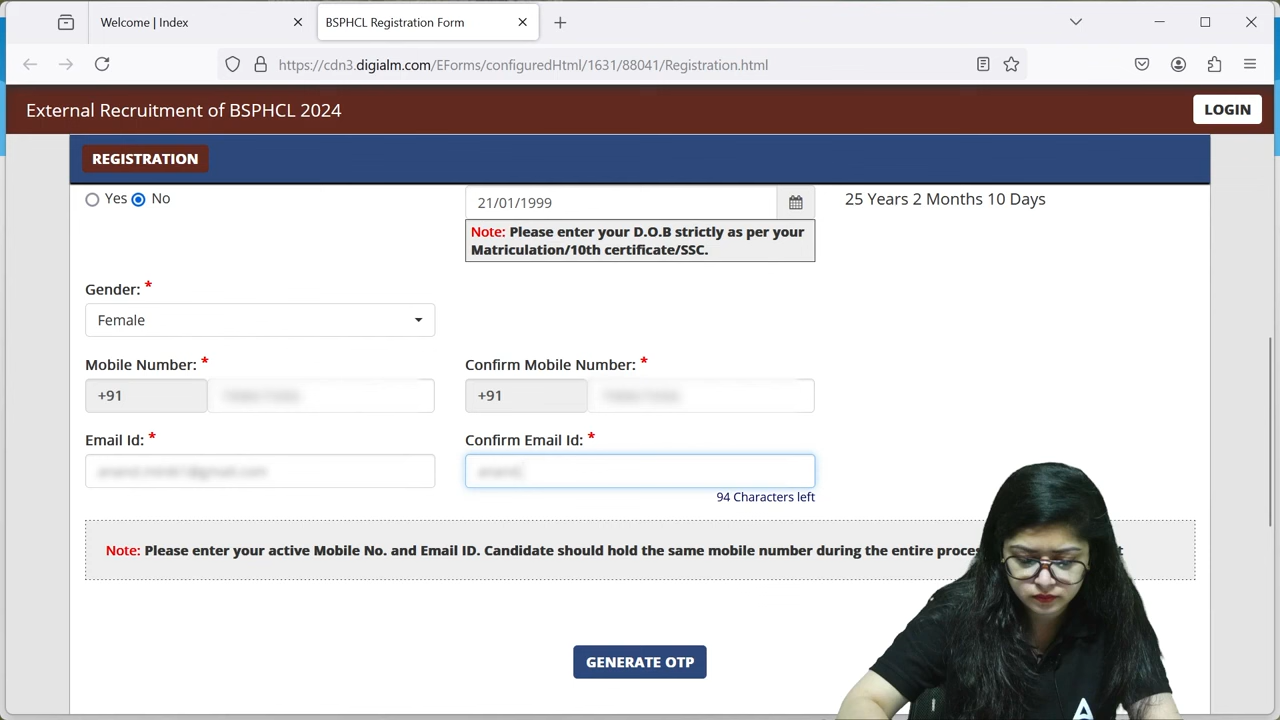 Welcome | Index
BSPHCL Registration Form
https://cdn3.digialm.com/EForms/configuredHtml/1631/88041/Registration.html
External Recruitment of BSPHCL 2024
LOGIN
REGISTRATION
Yes No
21/01/1999
25 Years 2 Months 10 Days
Note: Please enter your D.O.B strictly as per your
Matriculation/10th certificate/SSC.
Gender: *
Female
Mobile Number: *
Confirm Mobile Number: *
+91
+91
Email Id: *
Confirm Email Id: *
94 Characters left
Note: Please enter your active Mobile No. and Email ID. Candidate should hold the same mobile number during the entire
GENERATE OTP